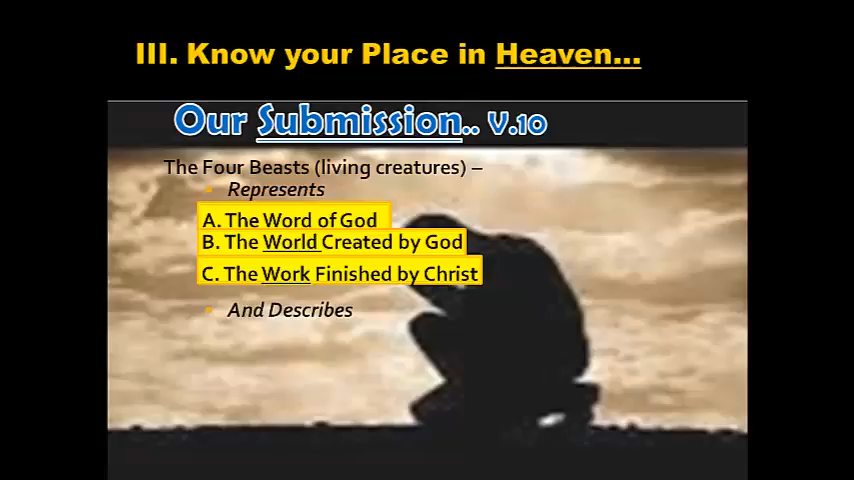 III. Know your Place in Heaven...
Our Submission.. V.10
The Four Beasts (living creatures) –
Represents
A. The Word of God
B. The World Created by God
C. The Work Finished by Christ
And Describes